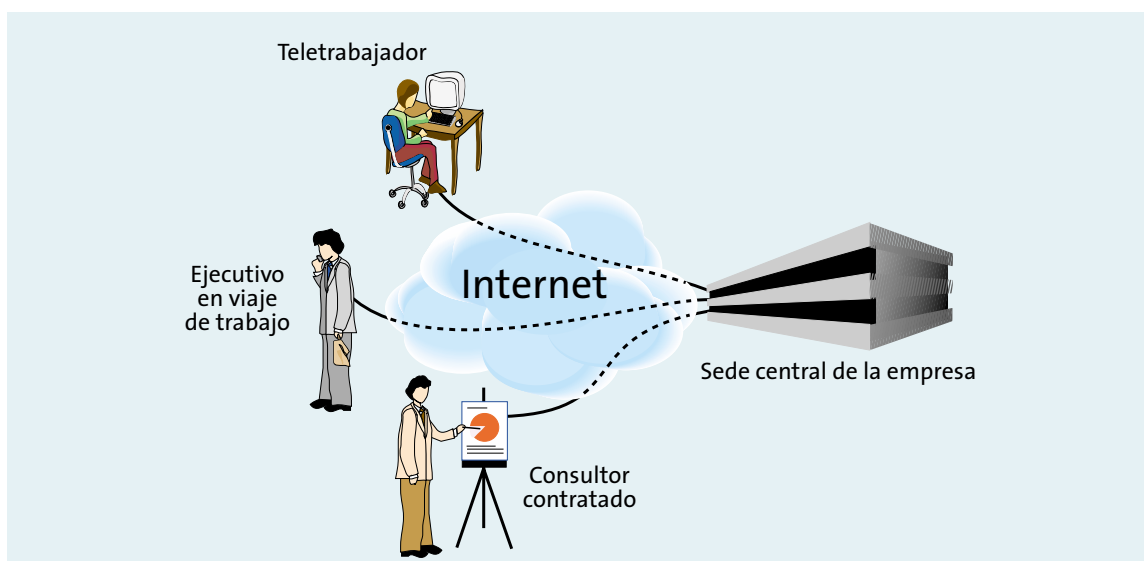 Teletrabajador
Internet
Ejecutivo
en viaje
de trabajo
Sede central de la empresa
Consultor
contratado